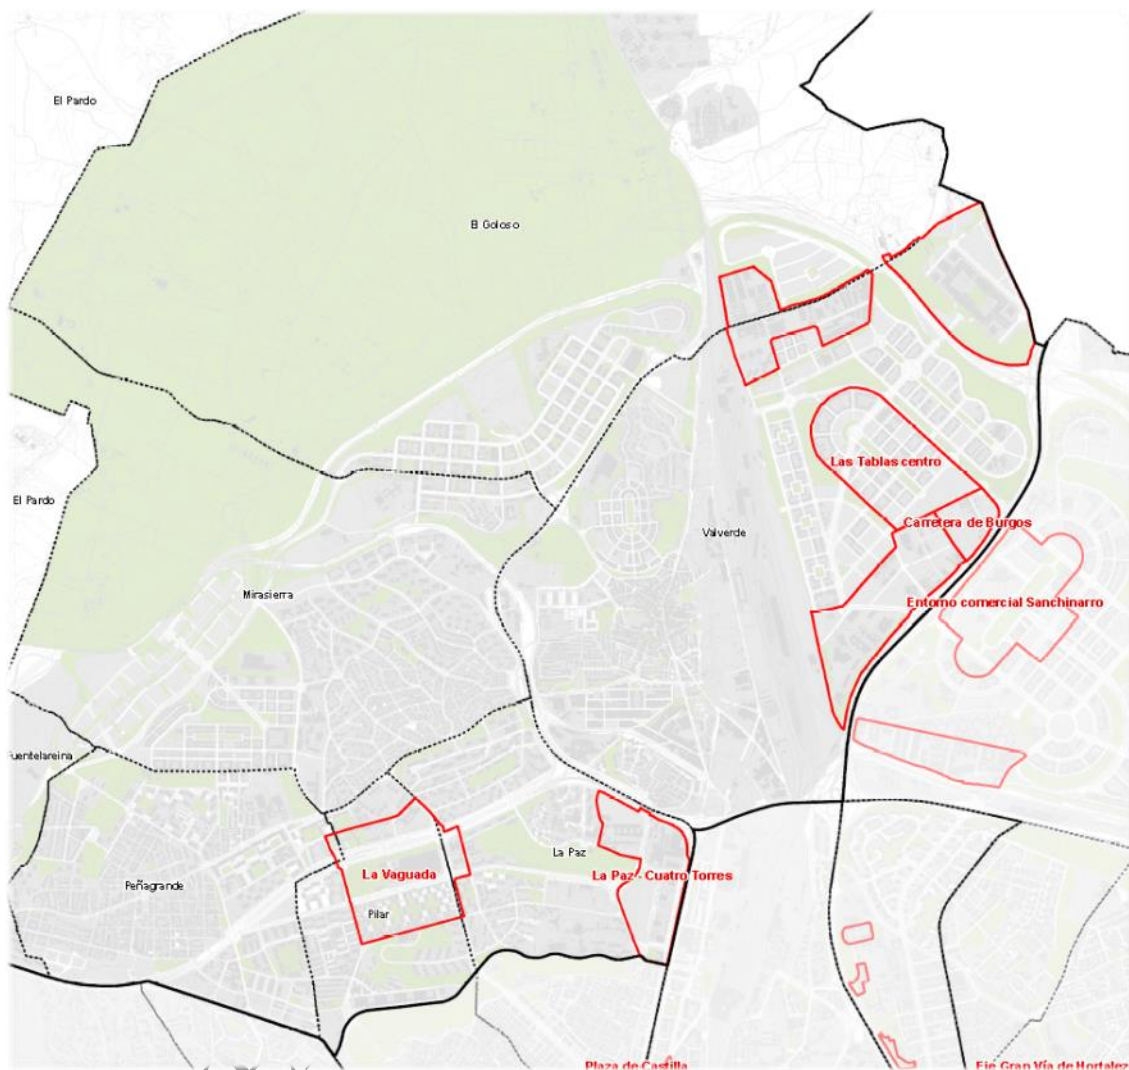 El Pardo
El Goloso
Las Tablas centro
El Pardo
Carretera de Burgos
Valverde
Mirasierra
Entorno comercial Sanchinarro
Fuentelareina
La Paz
La Vaguada
La Paz - Cuatro Torres
Peñagrande
Pilar
Plaza de Castilla
Eje Gran Vía de Hortalez